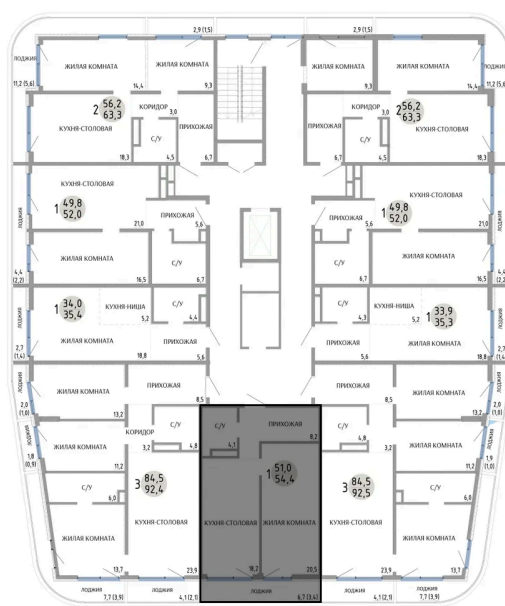 2,9 (1,5)
2,9 (1,5)
ЛОДЖИЯ
11,2 (5,6)
ЖИЛАЯ КОМНАТА
14,4
ЖИЛАЯ КОМНАТА
9,3
ЖИЛАЯ КОМНАТА
9,3
ЖИЛАЯ КОМНАТА
14,4
ЛОДЖИЯ
11,2 (5,6)
2 56,2
63,3
КОРИДОР
3,0
КУХНЯ-СТОЛОВАЯ
18,3
С/У
4,5
ПРИХОЖАЯ
6,7
КОРИДОР
3,0
2 56,2
63,3
ПРИХОЖАЯ
6,7
С/У
4,5
КУХНЯ-СТОЛОВАЯ
18,3
КУХНЯ-СТОЛОВАЯ
1 49,8
52,0
21,0
ПРИХОЖАЯ
5,6
КУХНЯ-СТОЛОВАЯ
ПРИХОЖАЯ
5,6
1 49,8
52,0
21,0
ЛОДЖИЯ
4,4
(2,2)
ЖИЛАЯ КОМНАТА
16,5
С/У
6,7
С/У
6,7
ЖИЛАЯ КОМНАТА
16,5
ЛОДЖИЯ
4,4
(2,2)
1 34,0
35,4
КУХНЯ-НИША
5,2
С/У
4,4
С/У
4,3
КУХНЯ-НИША
5,2
1 33,9
35,3
ЛОДЖИЯ
2,7
(1,4)
ЖИЛАЯ КОМНАТА
18,8
ПРИХОЖАЯ
5,6
ПРИХОЖАЯ
5,6
ЖИЛАЯ КОМНАТА
18,8
ЛОДЖИЯ
2,7
(1,4)
ЛОДЖИЯ
2,0
(1,0)
ЖИЛАЯ КОМНАТА
13,2
ПРИХОЖАЯ
8,5
ПРИХОЖАЯ
8,5
ЖИЛАЯ КОМНАТА
13,2
ЛОДЖИЯ
2,0
(1,0)
ЛОДЖИЯ
1,8
(0,9)
ЖИЛАЯ КОМНАТА
11,2
КОРИДОР
3,2
С/У
4,8
С/У
4,1
ПРИХОЖАЯ
8,2
С/У
4,8
3,2
ЖИЛАЯ КОМНАТА
11,2
ЛОДЖИЯ
1,9
(1,0)
С/У
6,0
3 84,5
92,4
1 51,0
54,4
3 84,5
92,5
С/У
6,0
ЖИЛАЯ КОМНАТА
13,7
КУХНЯ-СТОЛОВАЯ
23,9
КУХНЯ-СТОЛОВАЯ
18,2
ЖИЛАЯ КОМНАТА
20,5
КУХНЯ-СТОЛОВАЯ
23,9
ЖИЛАЯ КОМНАТА
13,7
ЛОДЖИЯ
7,7 (3,9)
ЛОДЖИЯ
4,1 (2,1)
ЛОДЖИЯ
6,7 (3,4)
ЛОДЖИЯ
4,1 (2,1)
ЛОДЖИЯ
7,7 (3,9)